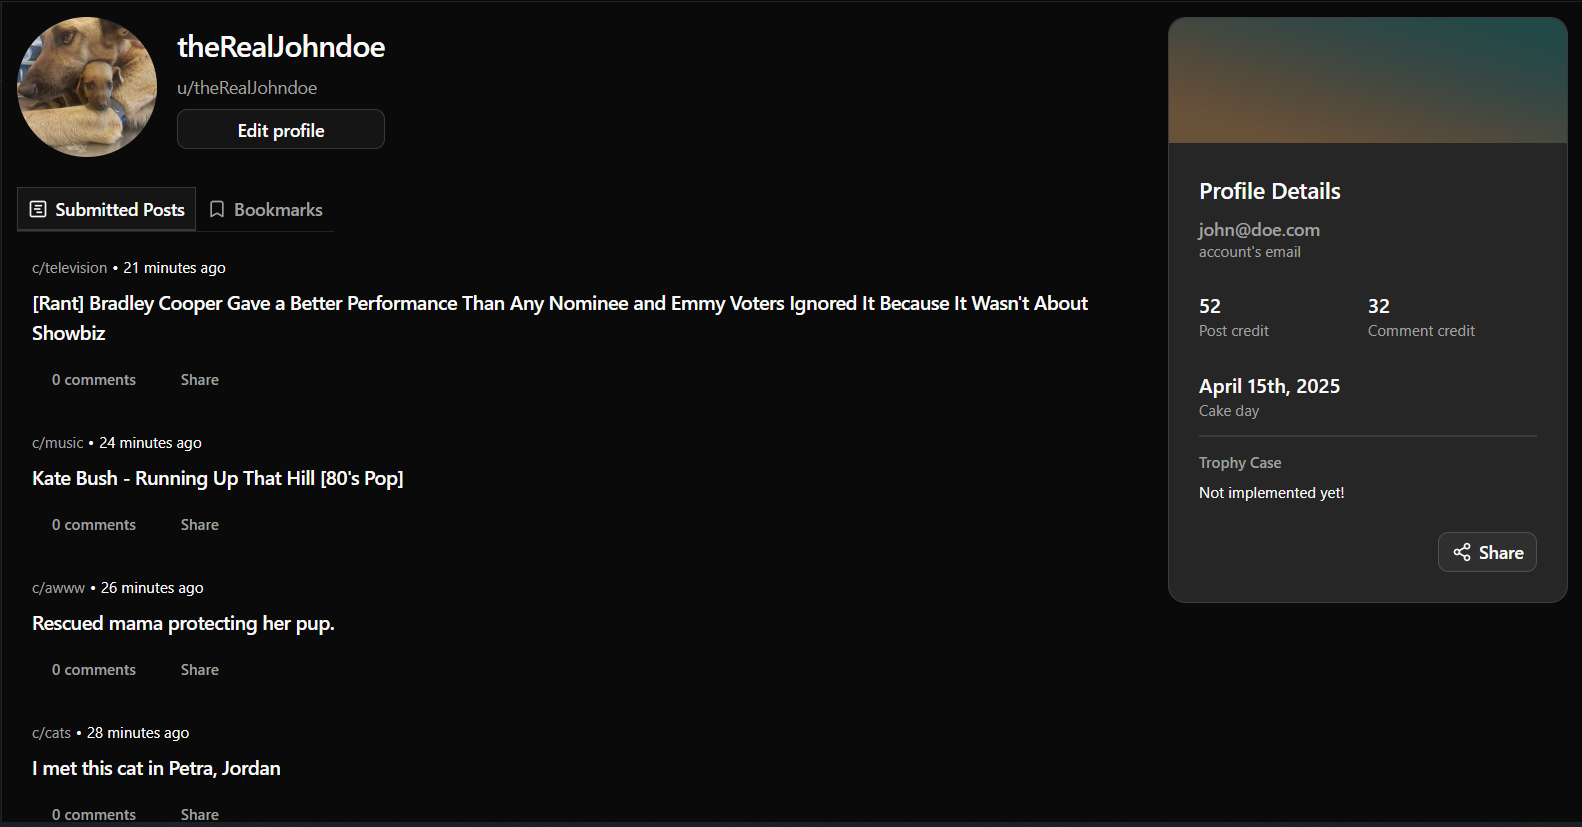 theRealJohndoe
u/theRealJohndoe
Edit profile
Submitted Posts
Bookmarks
c/television • 21 minutes ago
[Rant] Bradley Cooper Gave a Better Performance Than Any Nominee and Emmy Voters Ignored It Because It Wasn't About
Showbiz
0 comments
Share
c/music • 24 minutes ago
Kate Bush - Running Up That Hill [80's Pop]
0 comments
Share
c/awww • 26 minutes ago
Rescued mama protecting her pup.
0 comments
Share
c/cats • 28 minutes ago
I met this cat in Petra, Jordan
0 comments
Share
Profile Details
john@doe.com
account's email
52
Post credit
32
Comment credit
April 15th, 2025
Cake day
Trophy Case
Not implemented yet!
Share